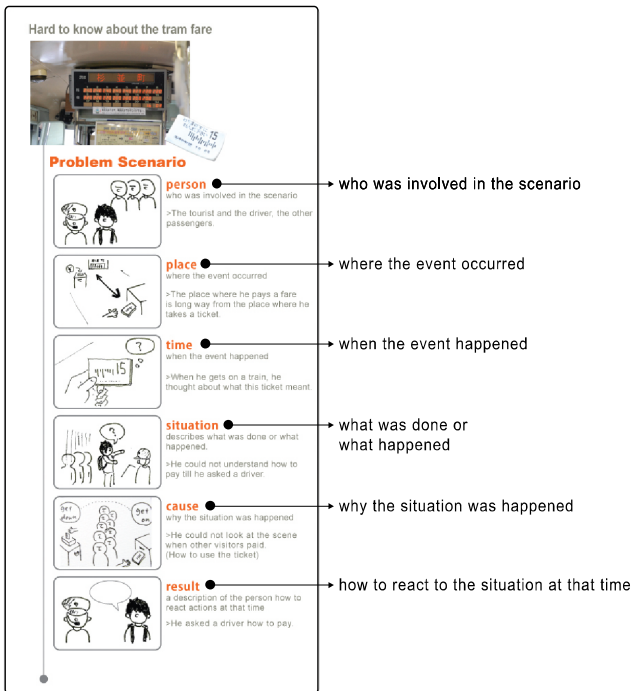 Hard to know about the tram fare
15
Problem Scenario
person
who was involved in the scenario
>The tourist and the driver, the other
passengers.
who was involved in the scenario
place
where the event occurred
>The place where he pays a fare
is long way from the place where he
takes a ticket.
where the event occurred
?
15
time
when the event happened
>When he gets on a train, he
thought about what this ticket meant.
when the event happened
?
situation
describes what was done or what
happened.
>He could not understand how to
pay till he asked a driver.
what was done or
what happened
get
down
get
on
cause
why the situation was happened
>He could not look at the scene
when other visitors paid.
(How to use the ticket)
why the situation was happened
result
a description of the person how to
react actions at that time
>He asked a driver how to pay.
how to react to the situation at that time